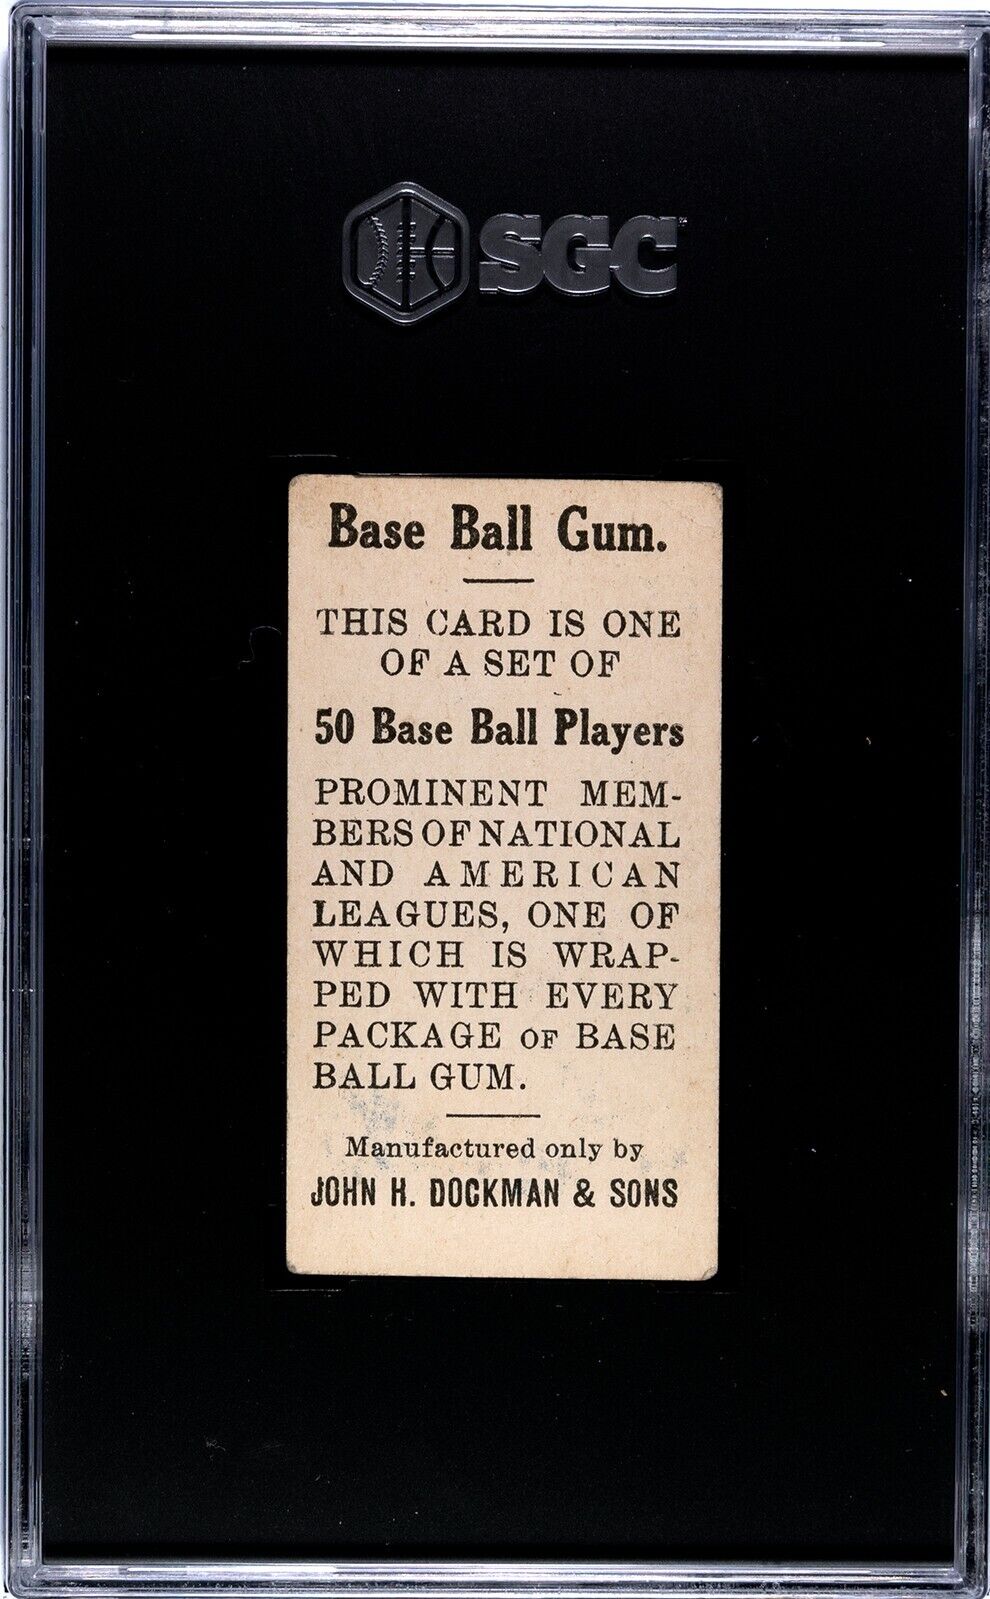 SGC
Base Ball Gum.
THIS CARD IS ONE
OF A SET OF
50 Base Ball Players
PROMINENT MEM-
BERS OF NATIONAL
AND AMERICAN
LEAGUES, ONE OF
WHICH IS WRAP-
PED WITH EVERY
PACKAGE OF BASE
BALL GUM.
Manufactured only by
JOHN H. DOCKMAN & SONS